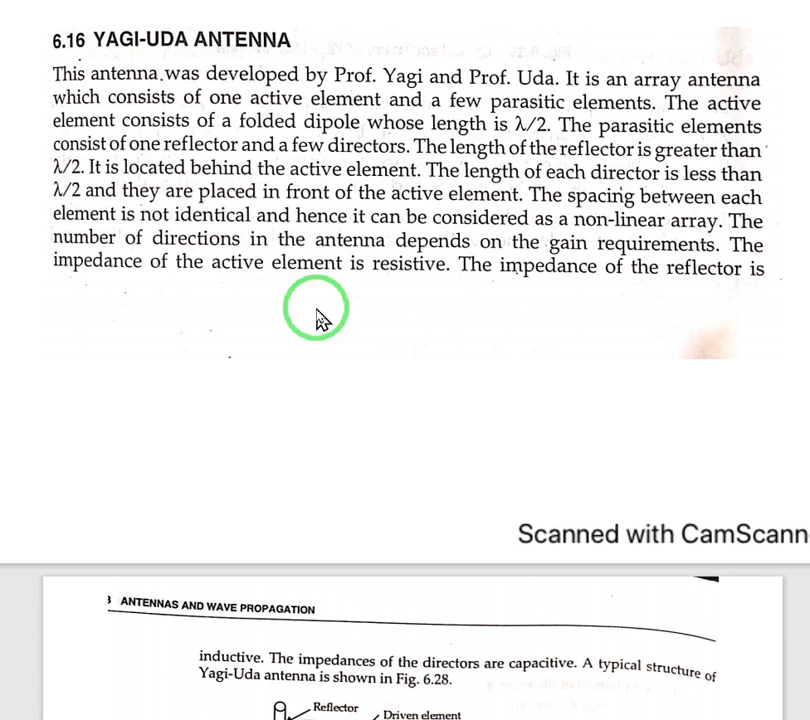 6.16 YAGI-UDA ANTENNA
This antenna was developed by Prof. Yagi and Prof. Uda. It is an array antenna
which consists of one active element and a few parasitic elements. The active
element consists of a folded dipole whose length is λ/2. The parasitic elements
consist of one reflector and a few directors. The length of the reflector is greater than
λ/2. It is located behind the active element. The length of each director is less than
λ/2 and they are placed in front of the active element. The spacing between each
element is not identical and hence it can be considered as a non-linear array. The
number of directions in the antenna depends on the gain requirements. The
impedance of the active element is resistive. The impedance of the reflector is
Scanned with CamScann
ANTENNAS AND WAVE PROPAGATION
inductive. The impedances of the directors are capacitive. A typical structure of
Yagi-Uda antenna is shown in Fig. 6.28.
Reflector
Driven element